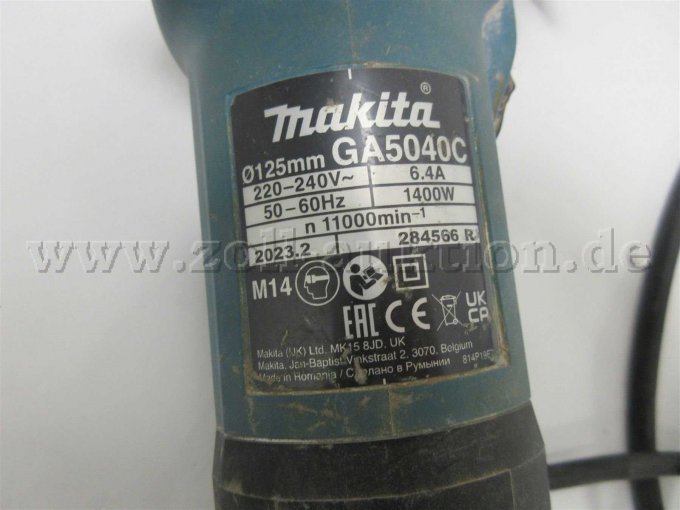 makita®
Ø125mm GA5040C
220–240V~ 6.4A
50–60Hz 1400W
n 11000min⁻¹
2023.2 284566 R
www.zoll-auktion.de
M14
EAC CE UK CA
Makita (UK) Ltd. MK15 8JD, UK
Makita, Jan-Baptist Vinkstraat 2, 3070, Belgium
Made in Romania / Сделано в Румынии